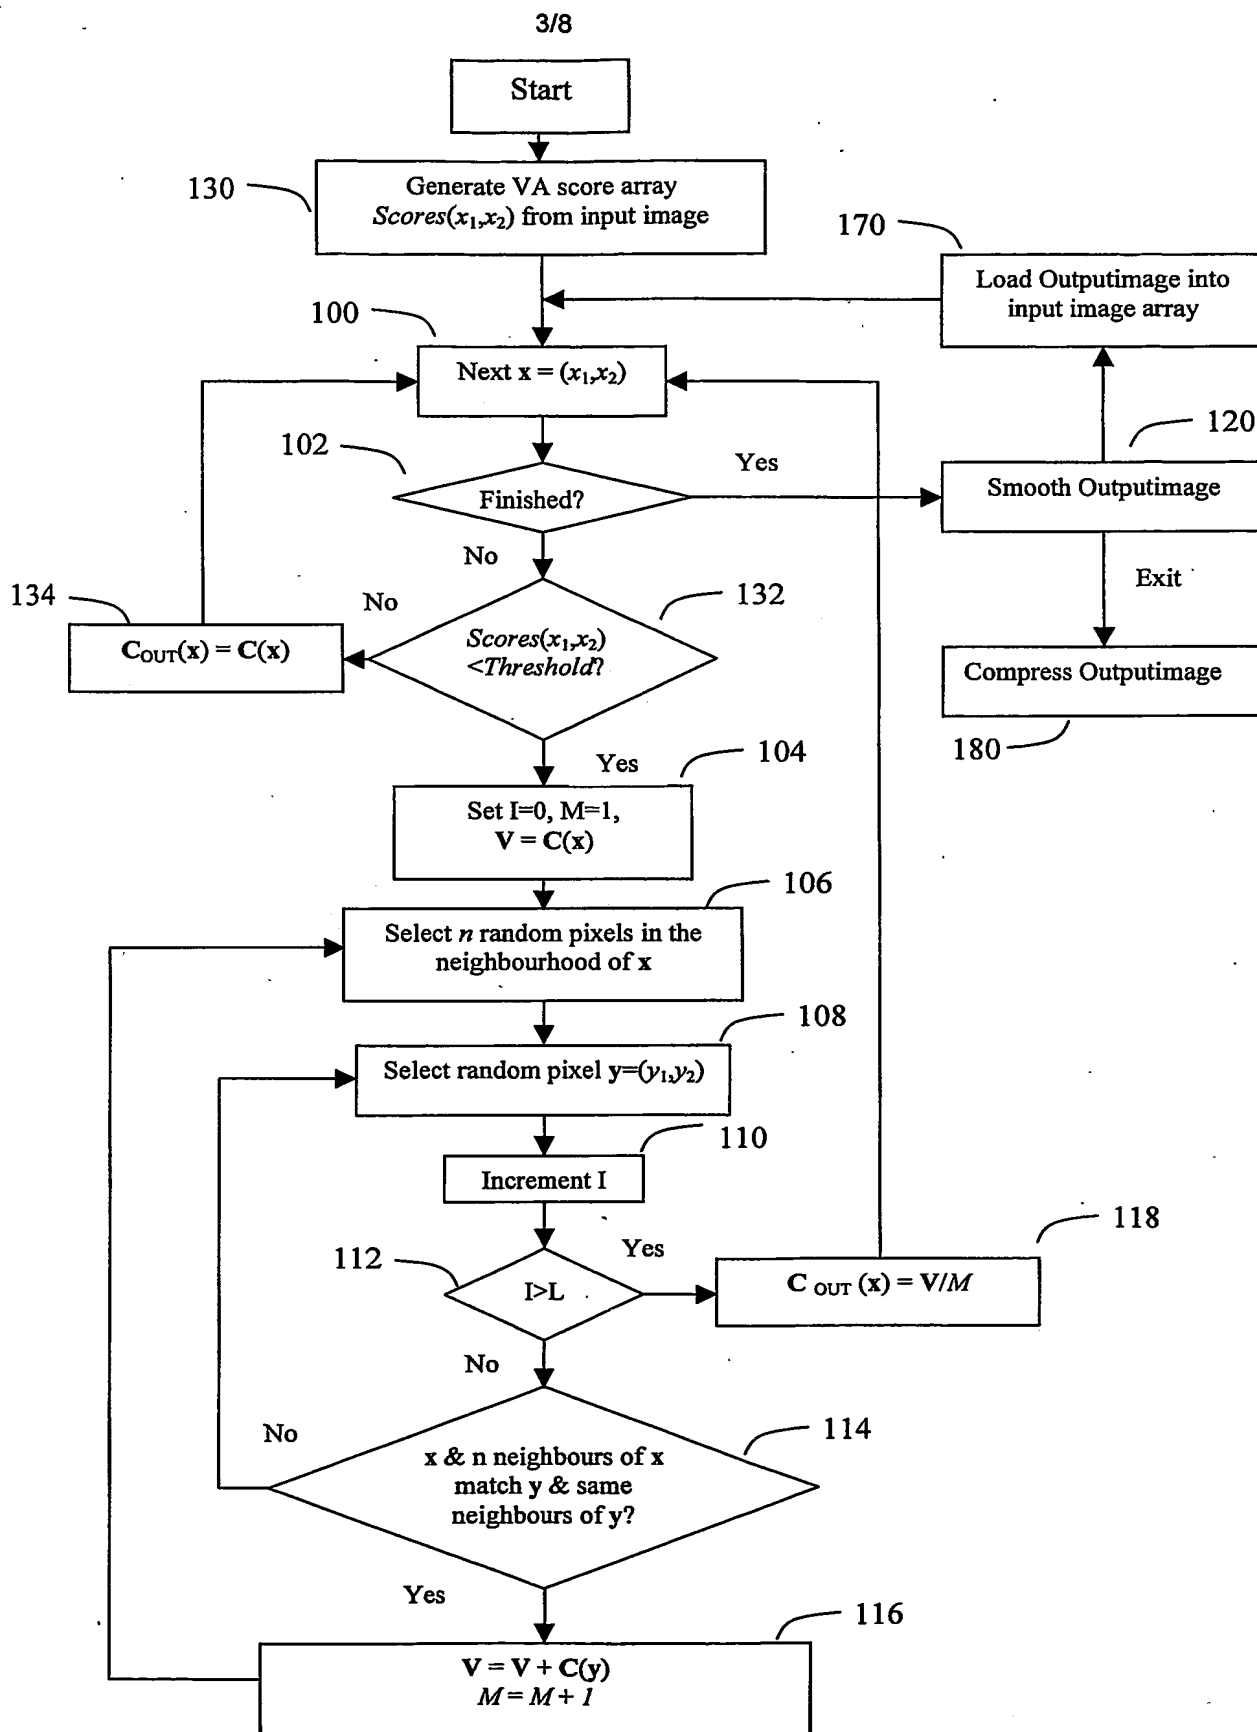 3/8
Start
130
Generate VA score array
Scores(x₁,x₂) from input image
170
Load Outputimage into
input image array
100
Next x = (x₁,x₂)
102
Finished?
Yes
120
Smooth Outputimage
No
Exit
134
No
132
C_OUT(x) = C(x)
Scores(x₁,x₂)
<Threshold?
Compress Outputimage
180
Yes
104
Set I=0, M=1,
V = C(x)
106
Select n random pixels in the
neighbourhood of x
108
Select random pixel y=(y₁,y₂)
110
Increment I
112
I>L
Yes
118
C OUT (x) = V/M
No
No
114
x & n neighbours of x
match y & same
neighbours of y?
Yes
116
V = V + C(y)
M = M + 1